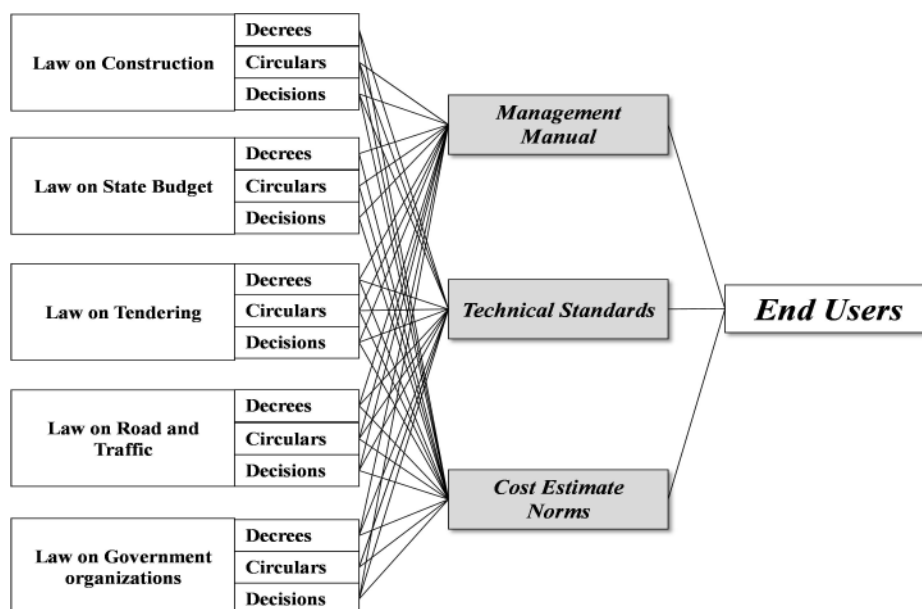 Law on Construction
Decrees
Circulars
Decisions
Law on State Budget
Decrees
Circulars
Decisions
Law on Tendering
Decrees
Circulars
Decisions
Law on Road and
Traffic
Decrees
Circulars
Decisions
Law on Government
organizations
Decrees
Circulars
Decisions
Management
Manual
Technical Standards
Cost Estimate
Norms
End Users